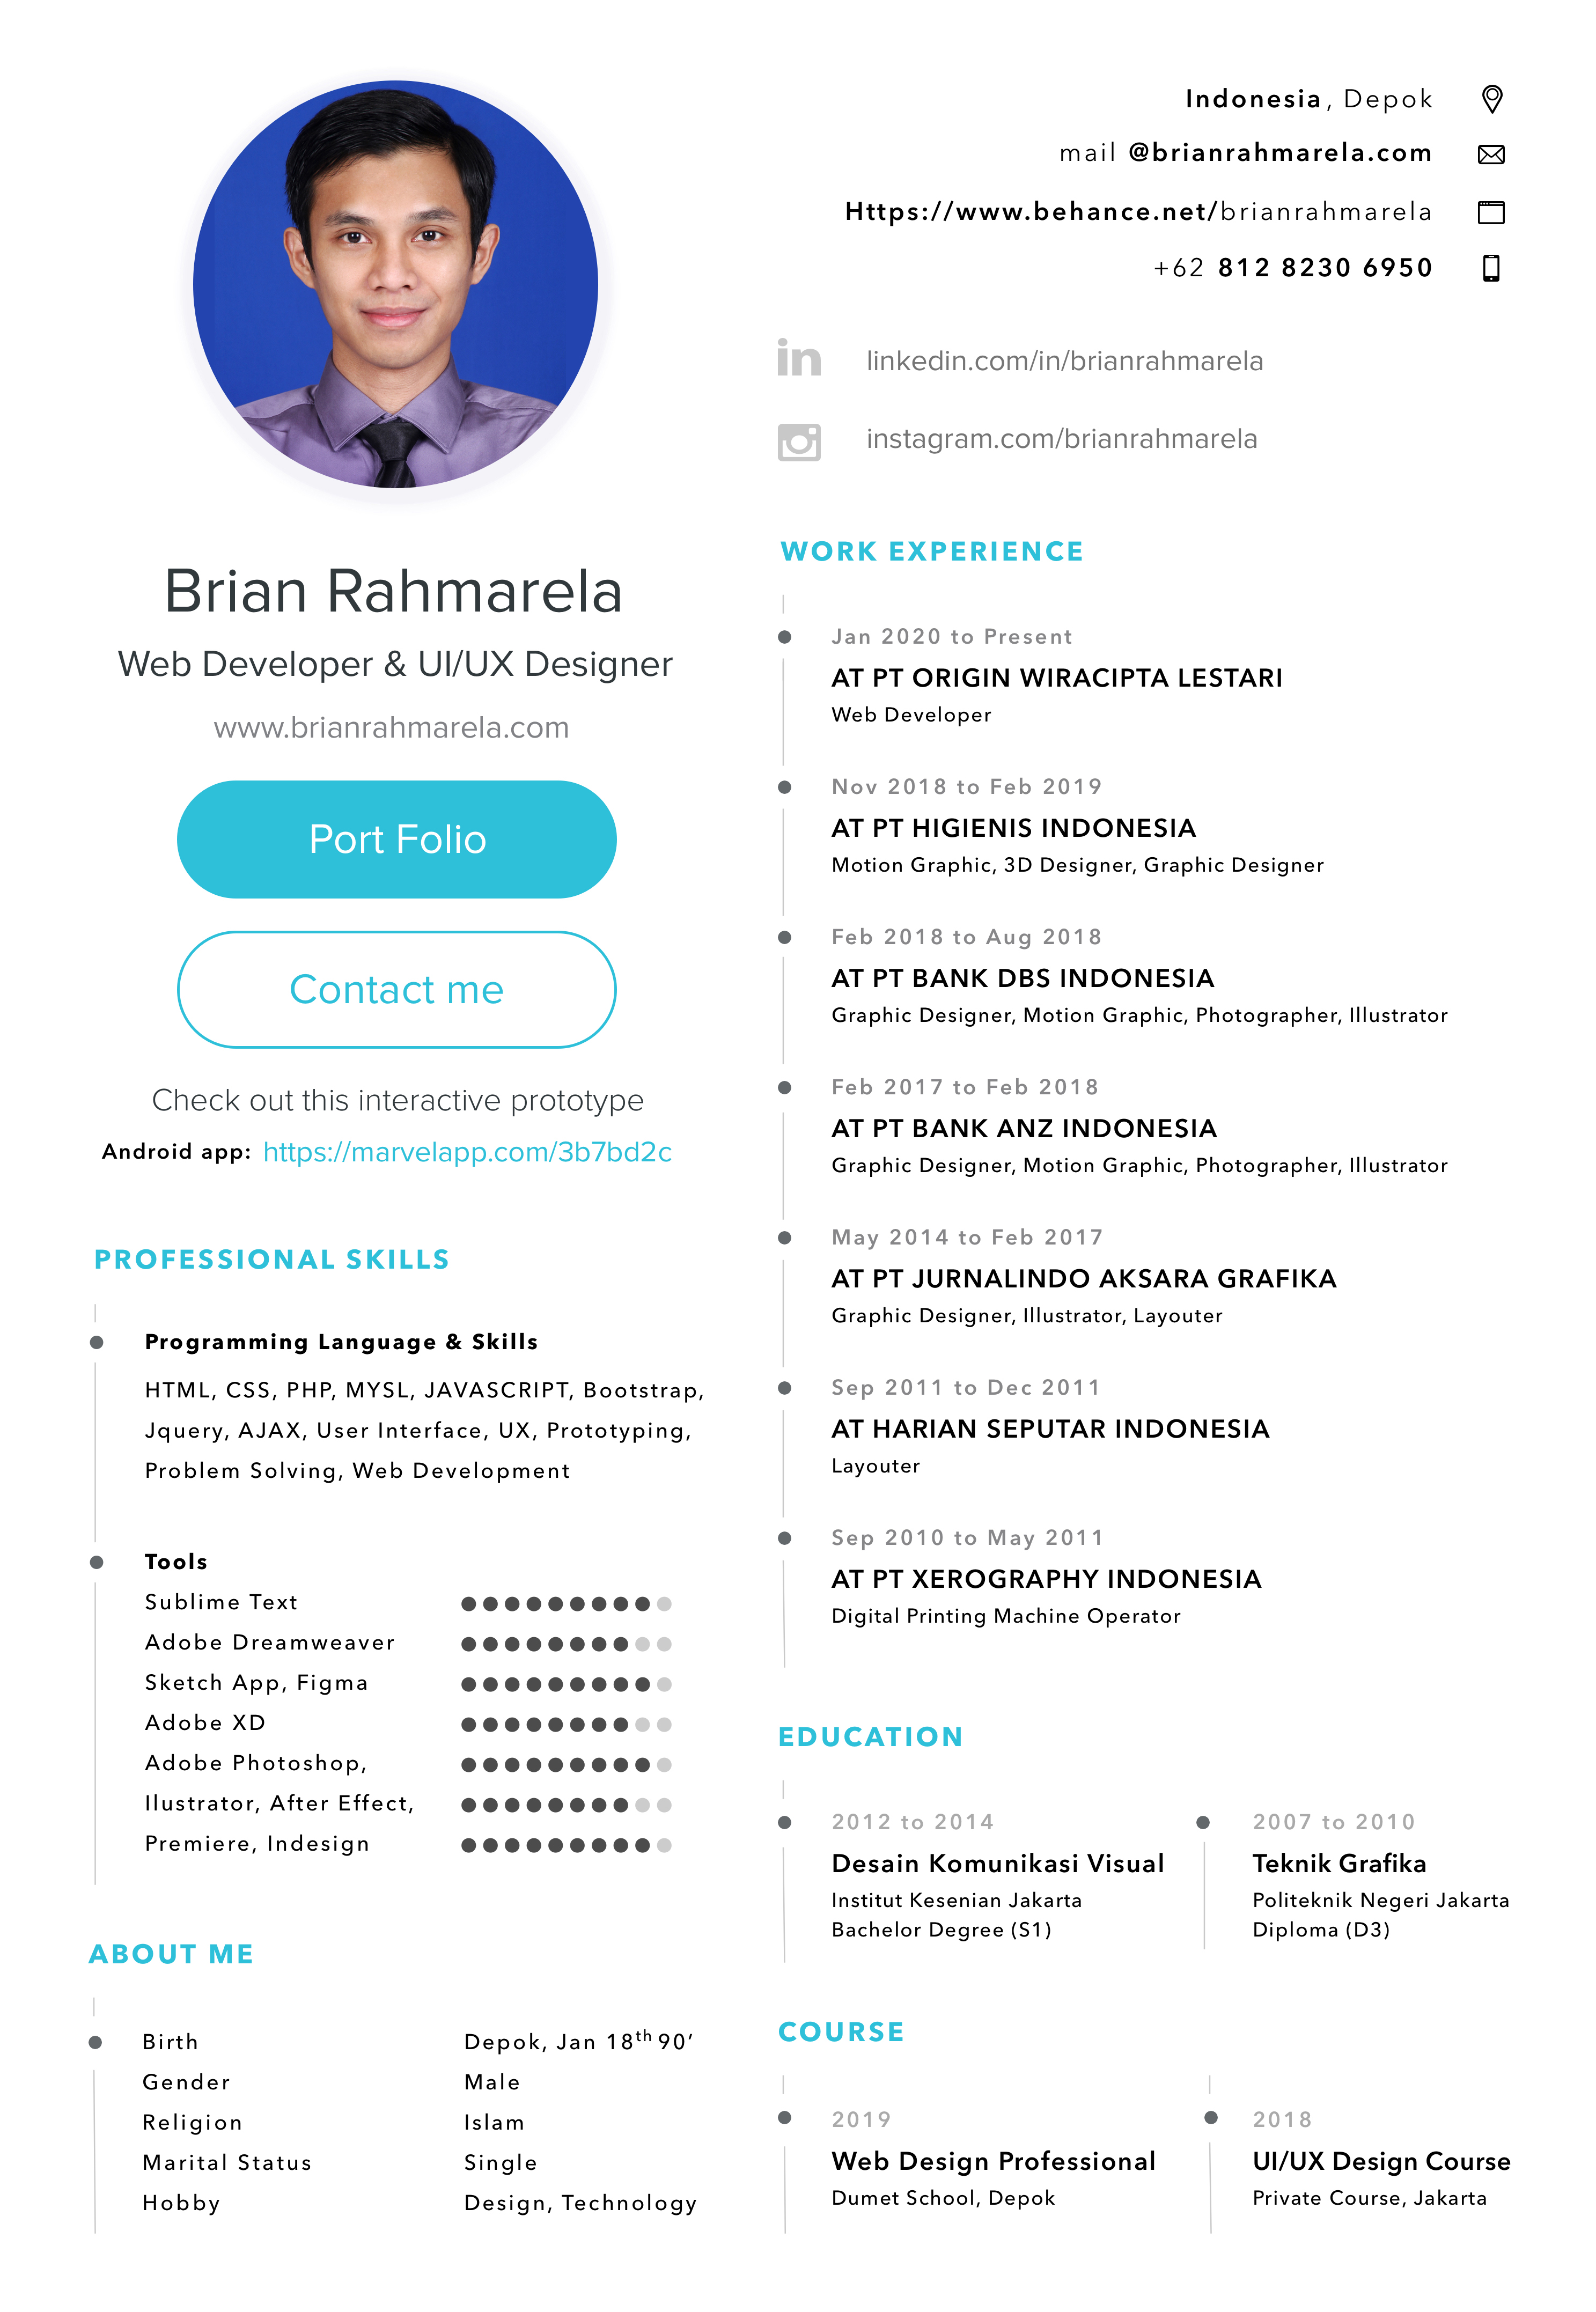 Indonesia, Depok
mail @brianrahmarela.com
Https://www.behance.net/brianrahmarela
+62 812 8230 6950
in linkedin.com/in/brianrahmarela
instagram.com/brianrahmarela
Brian Rahmarela
Web Developer & UI/UX Designer
www.brianrahmarela.com
Port Folio
Contact me
Check out this interactive prototype
Android app: https://marvelapp.com/3b7bd2c
PROFESSIONAL SKILLS
Programming Language & Skills
HTML, CSS, PHP, MYSL, JAVASCRIPT, Bootstrap,
Jquery, AJAX, User Interface, UX, Prototyping,
Problem Solving, Web Development
Tools
Sublime Text
Adobe Dreamweaver
Sketch App, Figma
Adobe XD
Adobe Photoshop,
Ilustrator, After Effect,
Premiere, Indesign
ABOUT ME
Birth Depok, Jan 18th 90’
Gender Male
Religion Islam
Marital Status Single
Hobby Design, Technology
WORK EXPERIENCE
Jan 2020 to Present
AT PT ORIGIN WIRACIPTA LESTARI
Web Developer
Nov 2018 to Feb 2019
AT PT HIGIENIS INDONESIA
Motion Graphic, 3D Designer, Graphic Designer
Feb 2018 to Aug 2018
AT PT BANK DBS INDONESIA
Graphic Designer, Motion Graphic, Photographer, Illustrator
Feb 2017 to Feb 2018
AT PT BANK ANZ INDONESIA
Graphic Designer, Motion Graphic, Photographer, Illustrator
May 2014 to Feb 2017
AT PT JURNALINDO AKSARA GRAFIKA
Graphic Designer, Illustrator, Layouter
Sep 2011 to Dec 2011
AT HARIAN SEPUTAR INDONESIA
Layouter
Sep 2010 to May 2011
AT PT XEROGRAPHY INDONESIA
Digital Printing Machine Operator
EDUCATION
2012 to 2014
Desain Komunikasi Visual
Institut Kesenian Jakarta
Bachelor Degree (S1)
2007 to 2010
Teknik Grafika
Politeknik Negeri Jakarta
Diploma (D3)
COURSE
2019
Web Design Professional
Dumet School, Depok
2018
UI/UX Design Course
Private Course, Jakarta